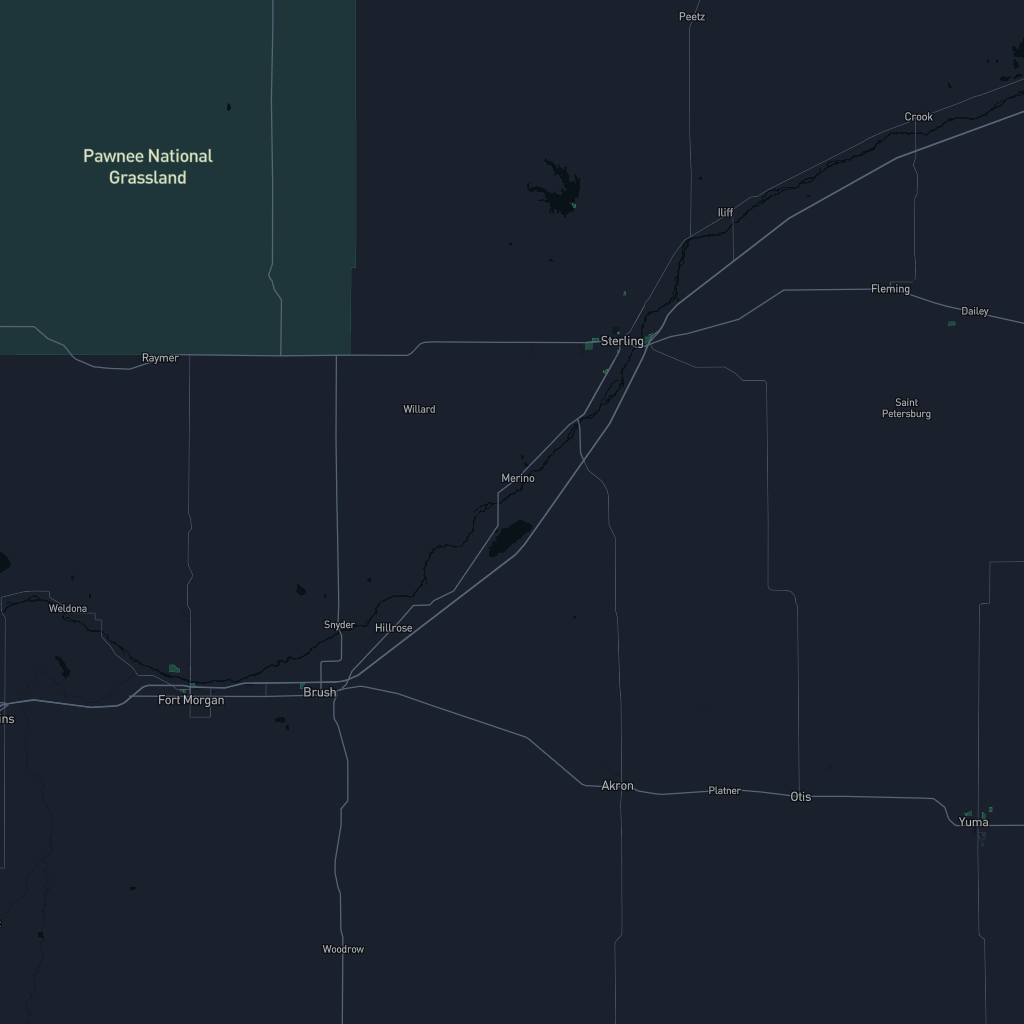 Peetz
Crook
Pawnee National
Grassland
Iliff
Fleming
Dailey
Sterling
Raymer
Willard
Saint
Petersburg
Merino
Weldona
Snyder
Hillrose
Fort Morgan
Brush
ins
Akron
Platner
Otis
Yuma
Woodrow